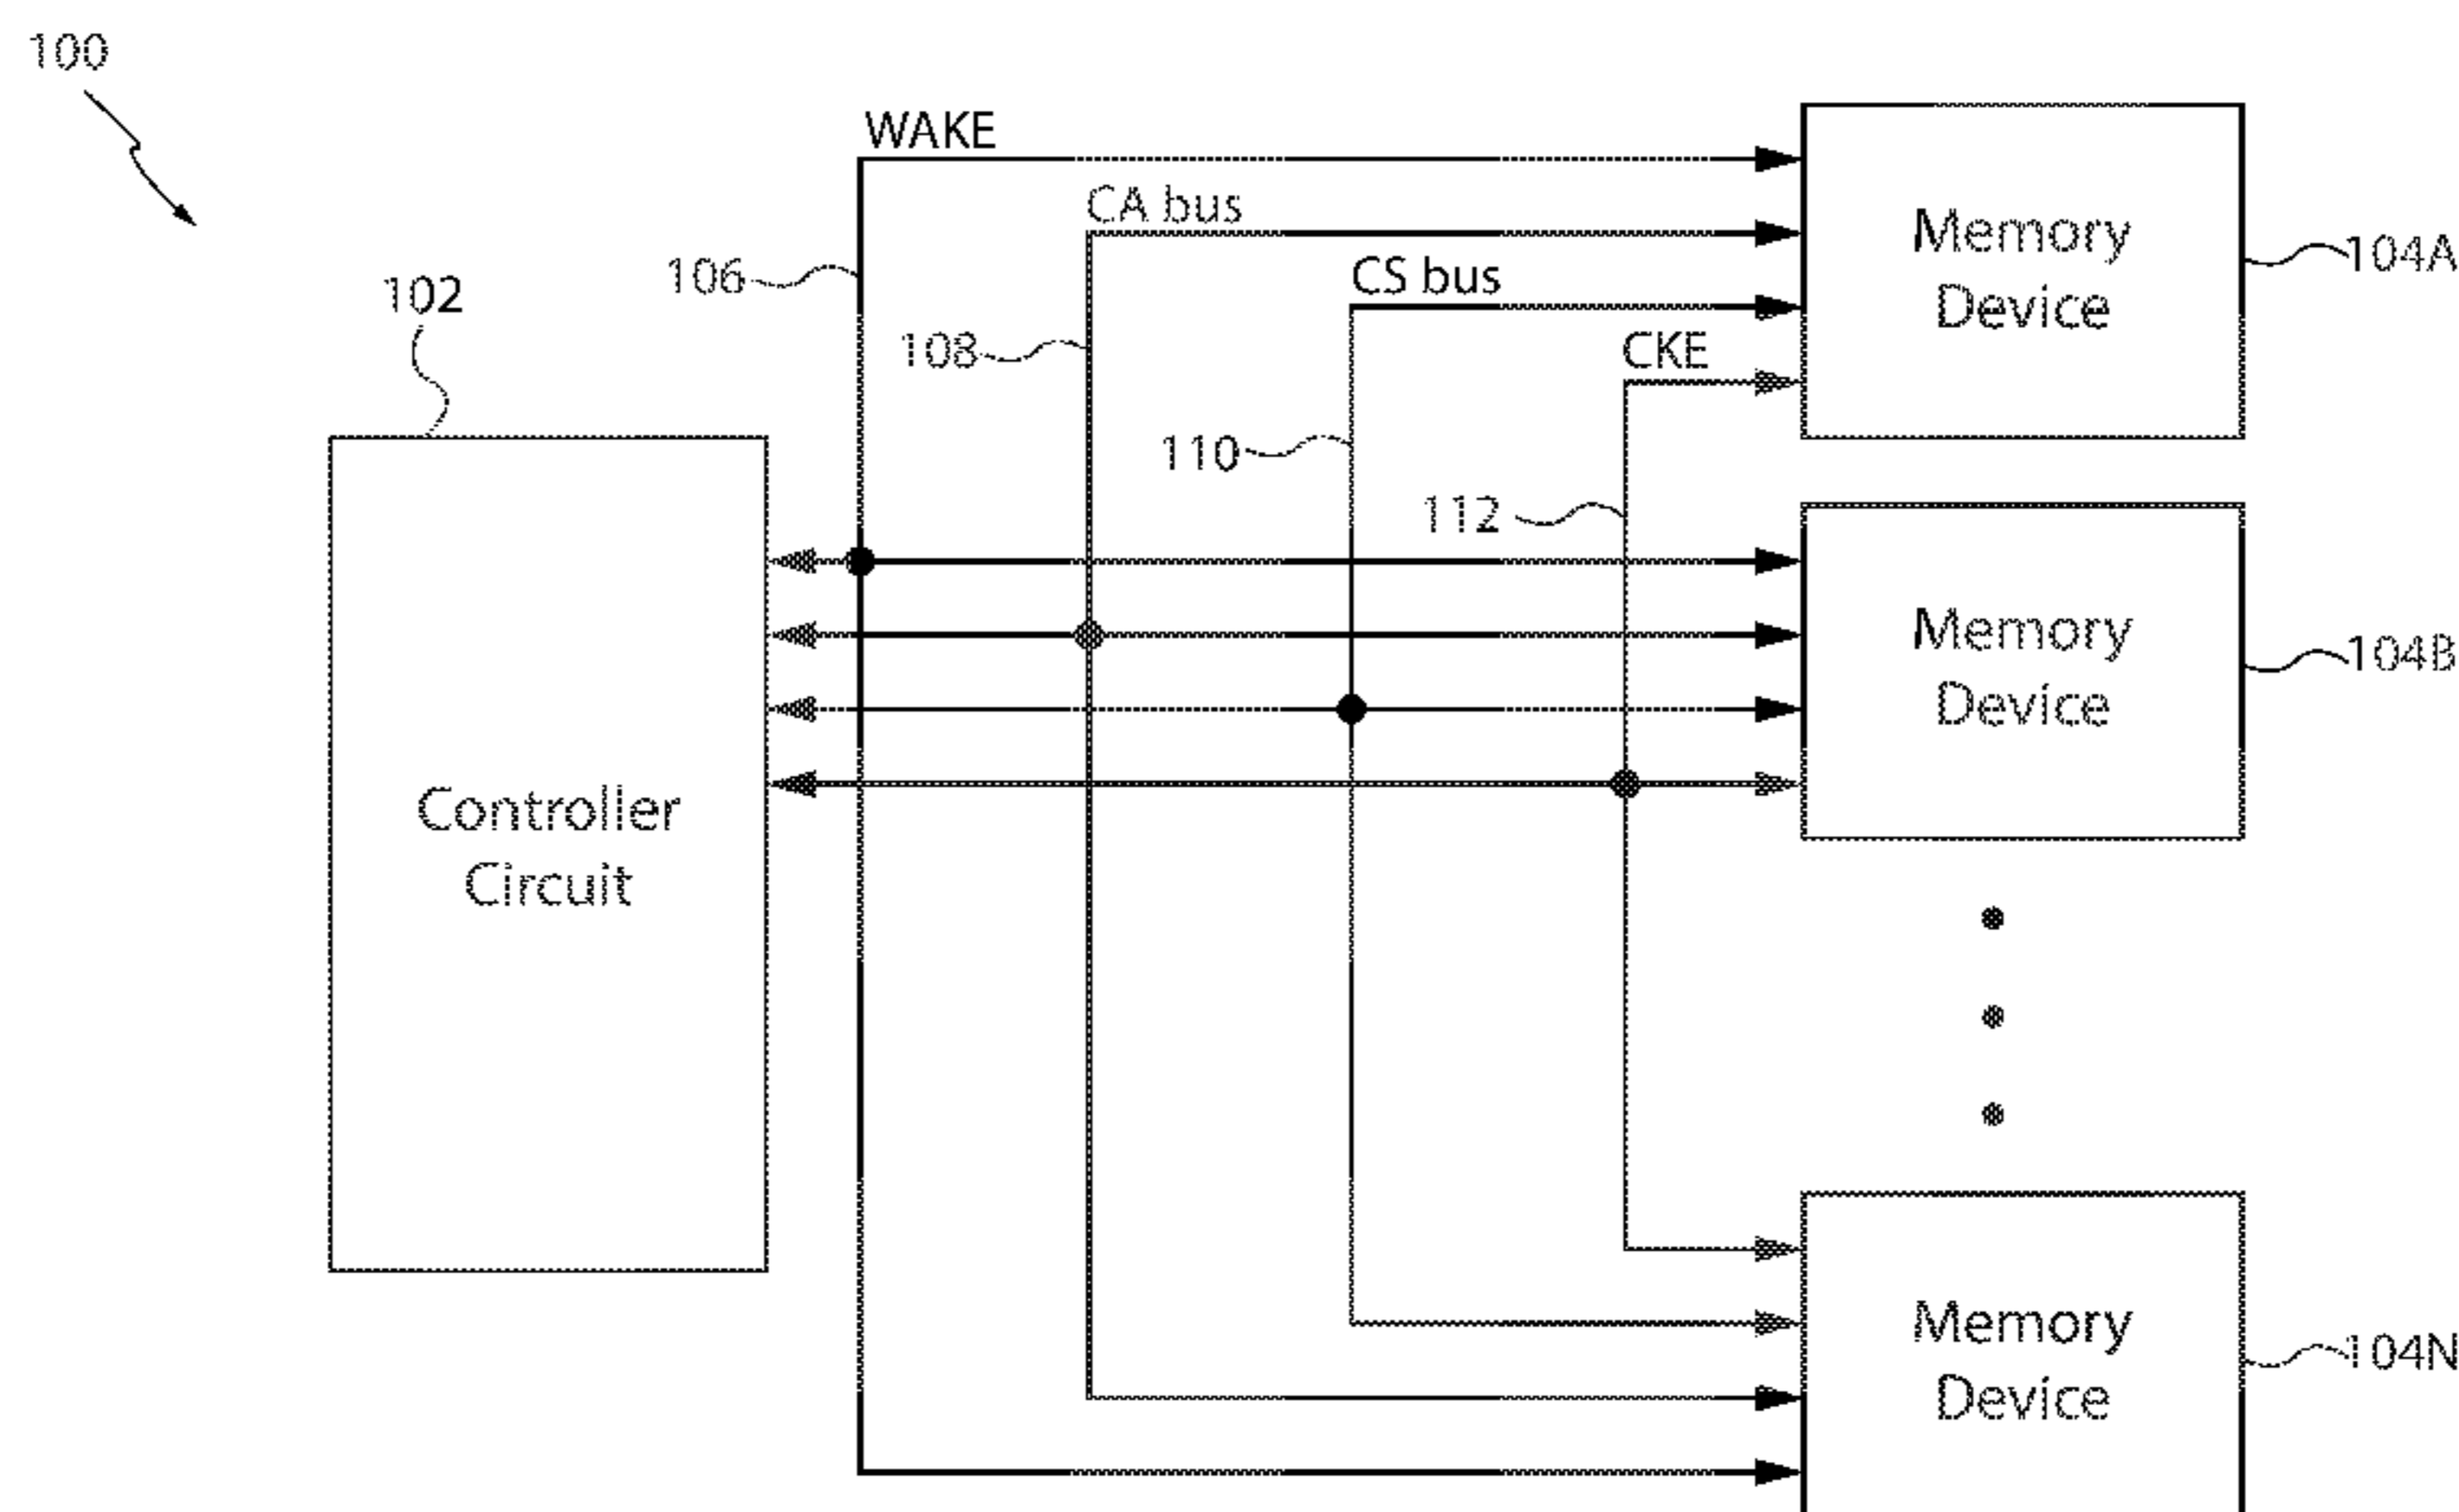 100
WAKE
CA bus
106
CS bus
102
108
CKE
110
112
Memory
Device
104A
Memory
Device
104B
Controller
Circuit
Memory
Device
104N